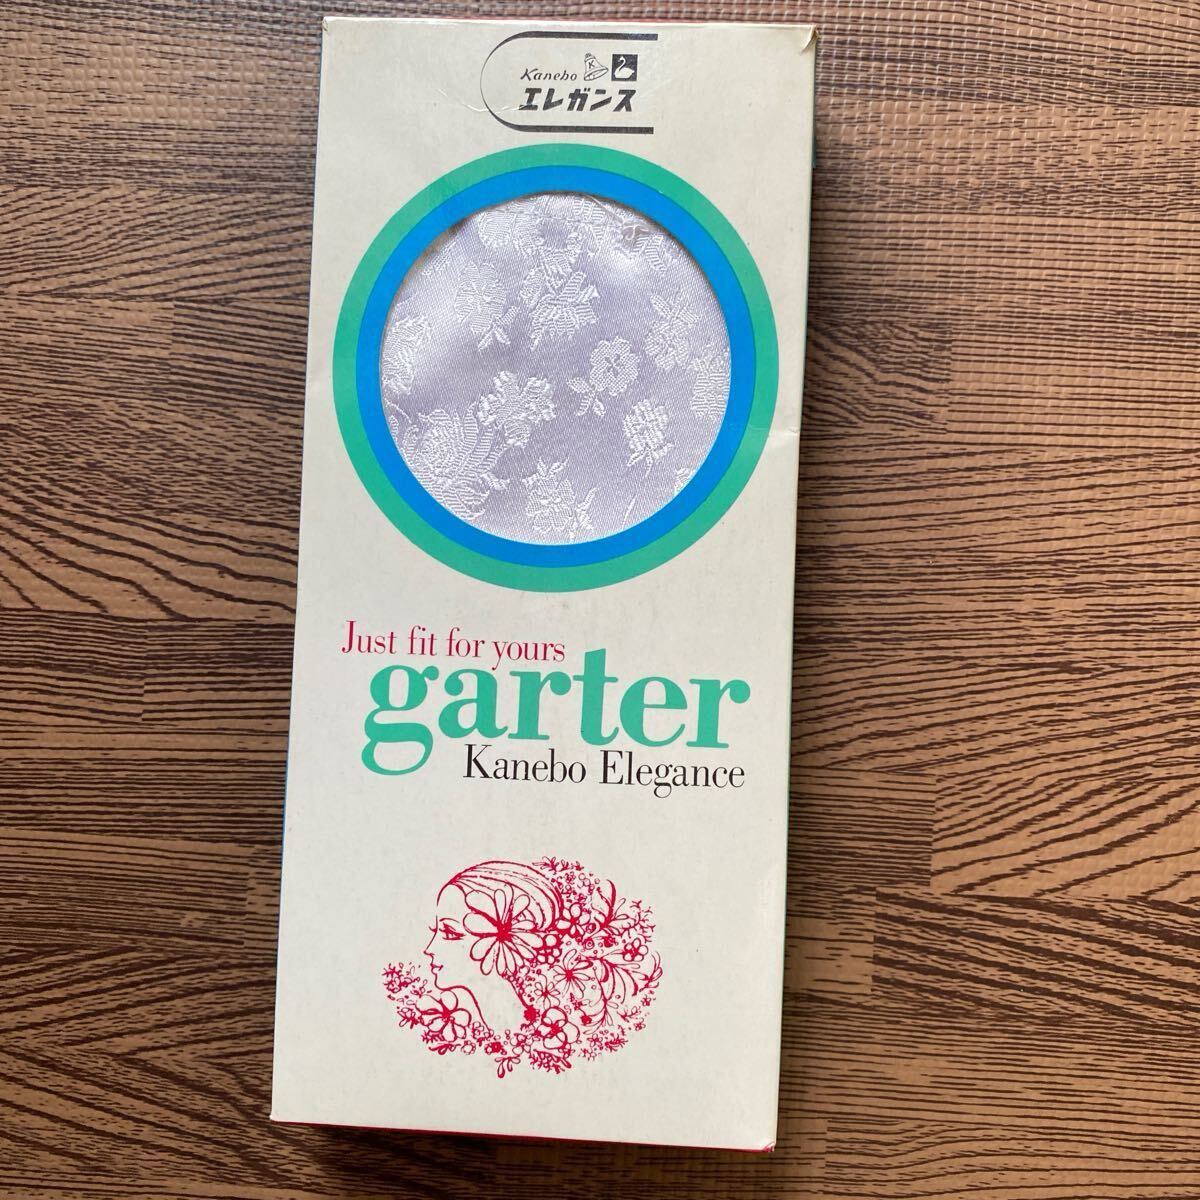 Kanebo K
エレガンス
Just fit for yours
garter
Kanebo Elegance